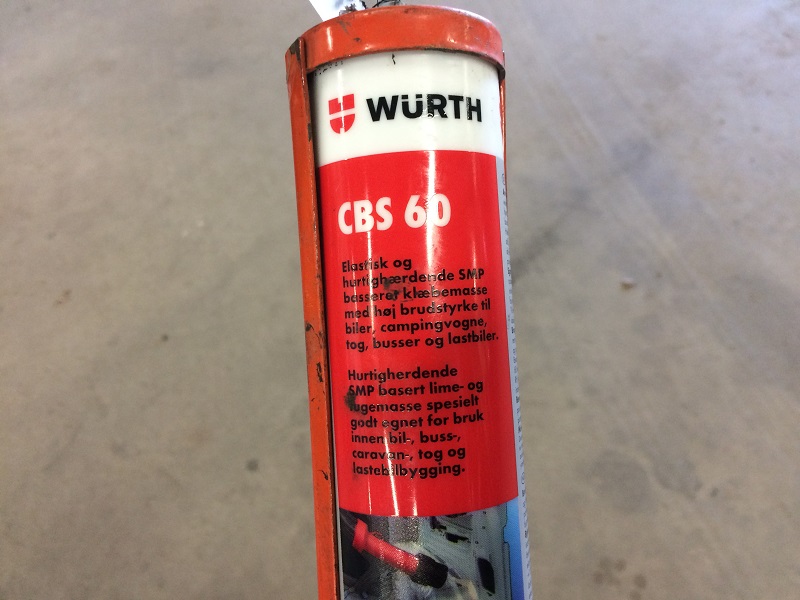 WÜRTH
CBS 60
Elastisk og
hurtighærdende SMP
basseret klæbemasse
med høj brudstyrke til
biler, campingvogne,
tog, busser og lastbiler.
Hurtigherdende
SMP basert lime- og
fugemasse spesielt
godt egnet for bruk
innen bil-, buss-,
caravan-, tog og
lastebilbygging.